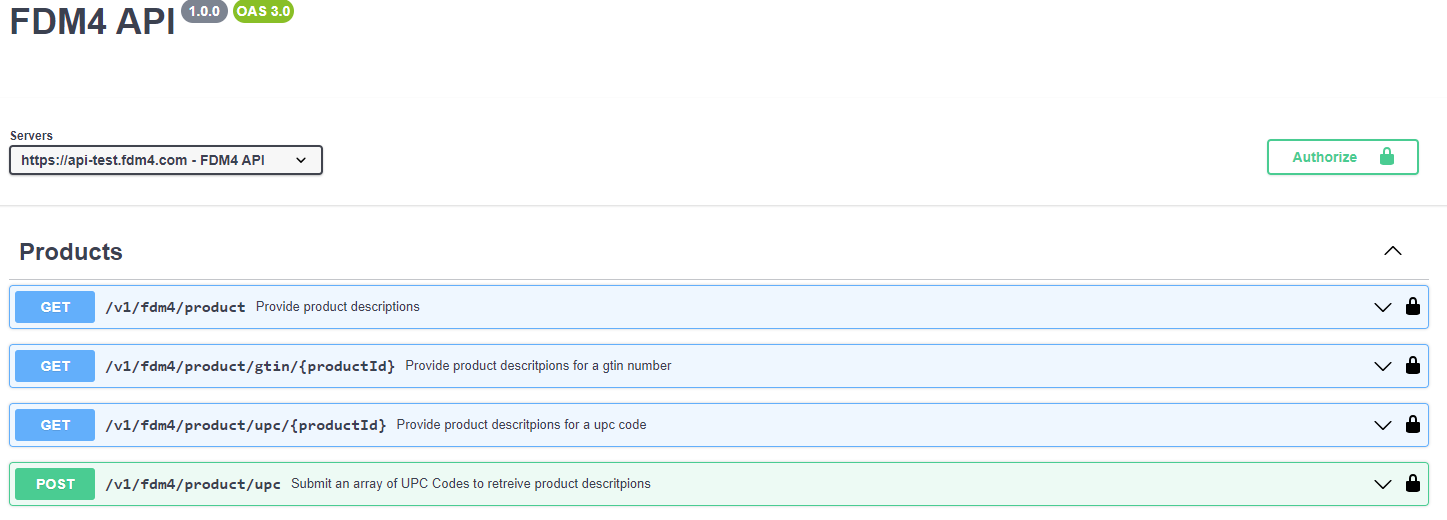 FDM4 API 1.0.0 OAS 3.0
Servers
https://api-test.fdm4.com - FDM4 API
Authorize
Products
GET /v1/fdm4/product Provide product descriptions
GET /v1/fdm4/product/gtin/{productId} Provide product descritpions for a gtin number
GET /v1/fdm4/product/upc/{productId} Provide product descritpions for a upc code
POST /v1/fdm4/product/upc Submit an array of UPC Codes to retreive product descritpions